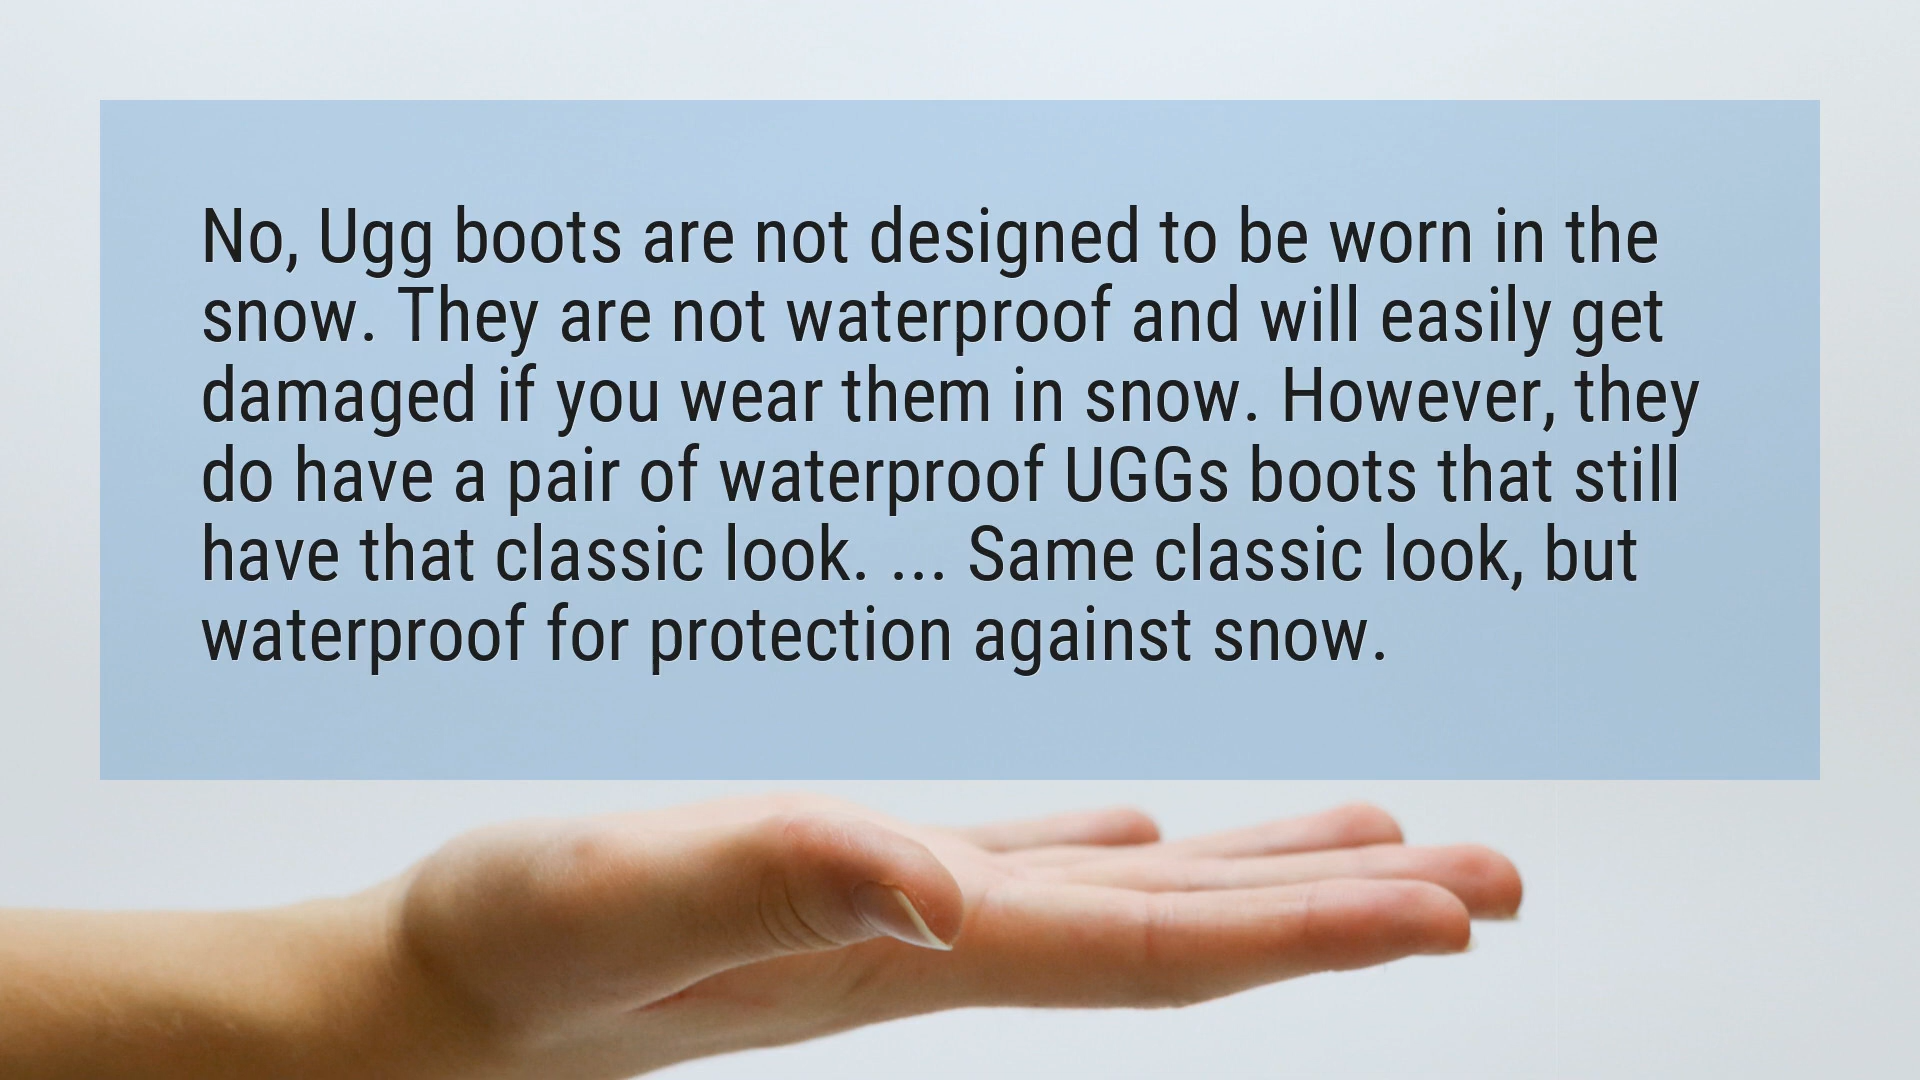 No, Ugg boots are not designed to be worn in the
snow. They are not waterproof and will easily get
damaged if you wear them in snow. However, they
do have a pair of waterproof UGGs boots that still
have that classic look. ... Same classic look, but
waterproof for protection against snow.